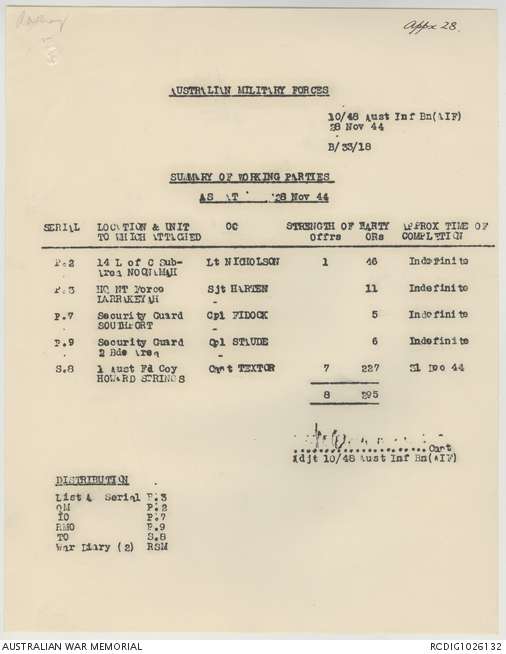 Appx 28.
AUSTRALIAN MILITARY FORCES
10/48 Aust Inf Bn(AIF)
28 Nov 44
B/33/18
SUMMARY OF WORKING PARTIES
AS AT 28 Nov 44
SERIAL LOCATION & UNIT OC STRENGTH OF PARTY APPROX TIME OF
TO WHICH ATTACHED Offrs ORs COMPLETION
P.2 14 L of C Sub- Lt NICHOLSON 1 46 Indefinite
Area NOONAMAH
P.3 HQ NT Force Sjt HARTEN 11 Indefinite
LARRAKEYAH -
P.7 Security Guard Cpl FIDOCK 5 Indefinite
SOUTHPORT -
P.9 Security Guard Cpl STAUDE 6 Indefinite
2 Bde Area -
S.8 1 Aust Fd Coy Capt TEXTOR 7 227 31 Dec 44
HOWARD SPRINGS
8 295
Capt
Adjt 10/48 Aust Inf Bn(AIF)
DISTRIBUTION
List A Serial P.3
QM P.2
IO P.7
RMO P.9
TO S.8
War Diary (2) RSM
AUSTRALIAN WAR MEMORIAL RCDIG1026132